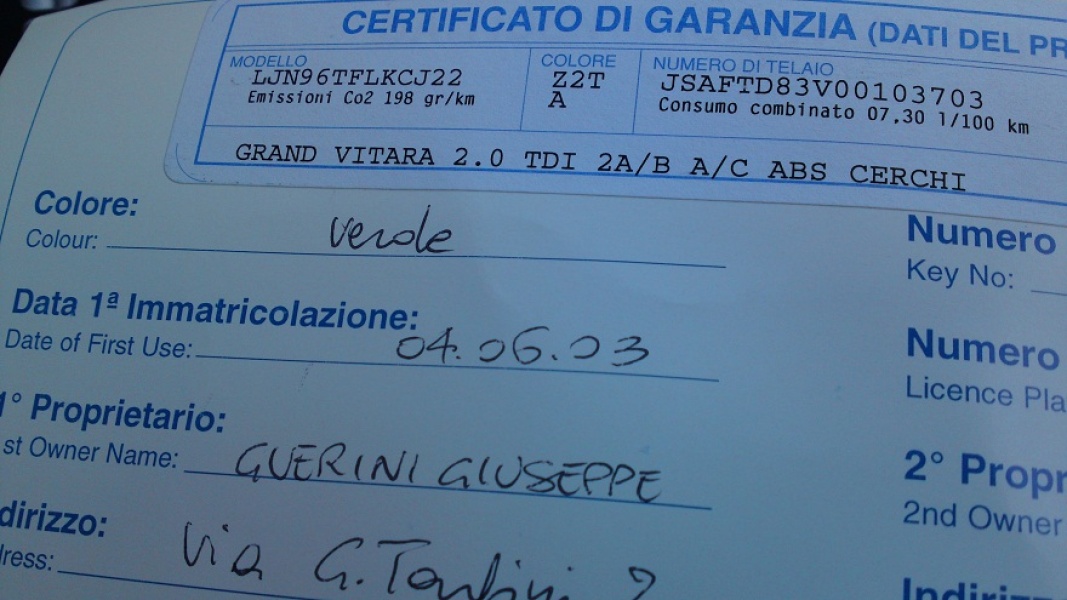 CERTIFICATO DI GARANZIA (DATI DEL PR
MODELLO COLORE NUMERO DI TELAIO
LJN96TFLKCJ22 Z2T JSAFTD83V00103703
Emissioni Co2 198 gr/km A Consumo combinato 07,30 l/100 km
GRAND VITARA 2.0 TDI 2A/B A/C ABS CERCHI
Colore: Numero
Colour: verde Key No:
Data 1ª Immatricolazione: Numero
Date of First Use: 04.06.03 Licence Pla
1° Proprietario: 2° Propr
st Owner Name: GUERINI GIUSEPPE 2nd Owner
dirizzo: Indirizzo
ress: Via G.